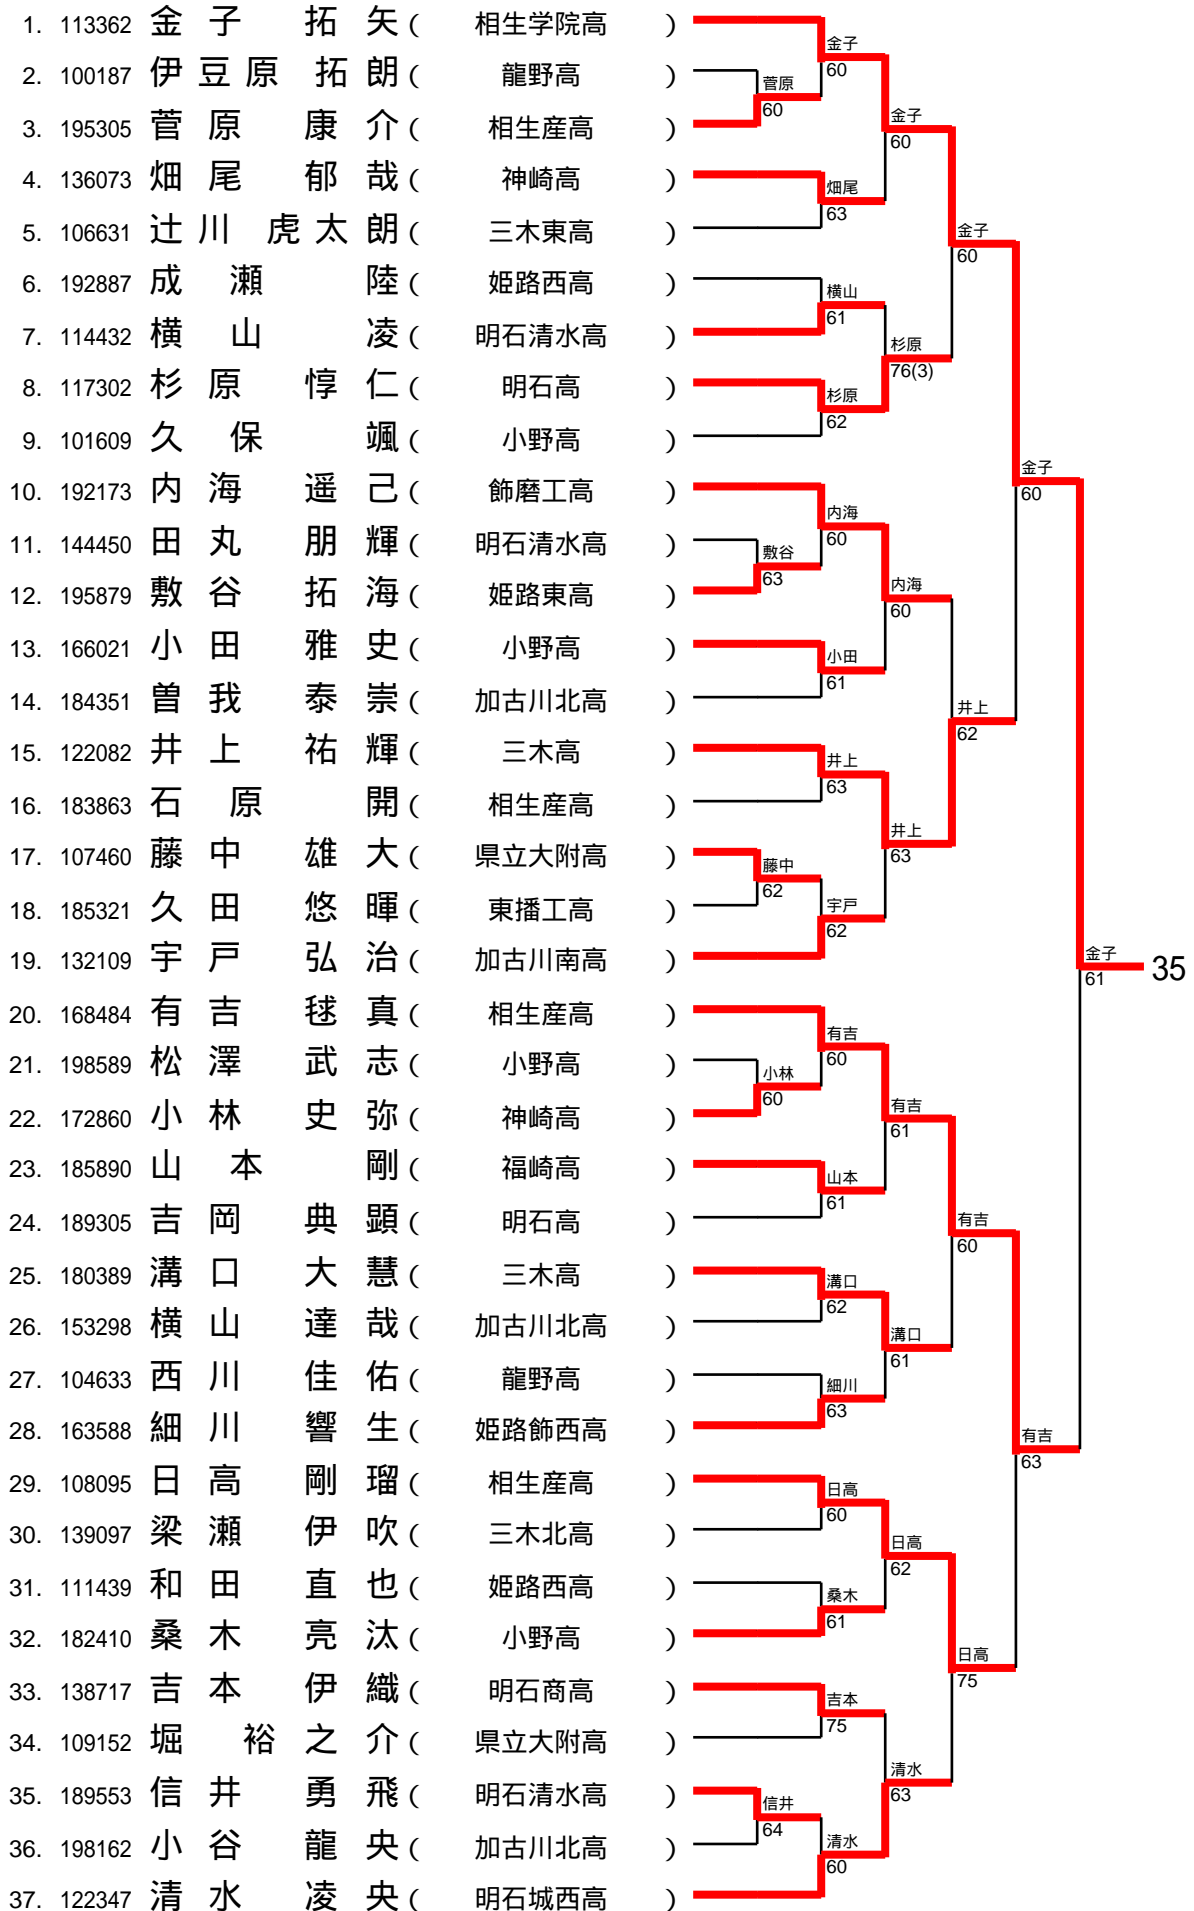 1. 113362 金子 拓矢 ( 相生学院高 )
金子
60
2. 100187 伊豆原 拓朗 ( 龍野高 )
菅原
60
3. 195305 菅原 康介 ( 相生産高 )
金子
60
4. 136073 畑尾 郁哉 ( 神崎高 )
畑尾
63
5. 106631 辻川 虎太朗 ( 三木東高 )
金子
60
6. 192887 成瀬 陸 ( 姫路西高 )
横山
61
7. 114432 横山 凌 ( 明石清水高 )
杉原
76(3)
8. 117302 杉原 惇仁 ( 明石高 )
杉原
62
9. 101609 久保 颯 ( 小野高 )
金子
60
10. 192173 内海 遥己 ( 飾磨工高 )
内海
60
11. 144450 田丸 朋輝 ( 明石清水高 )
敷谷
63
12. 195879 敷谷 拓海 ( 姫路東高 )
内海
60
13. 166021 小田 雅史 ( 小野高 )
小田
61
14. 184351 曽我 泰崇 ( 加古川北高 )
井上
62
15. 122082 井上 祐輝 ( 三木高 )
井上
63
16. 183863 石原 開 ( 相生産高 )
井上
63
17. 107460 藤中 雄大 ( 県立大附高 )
藤中
62
18. 185321 久田 悠暉 ( 東播工高 )
宇戸
62
19. 132109 宇戸 弘治 ( 加古川南高 )
金子
61
35
20. 168484 有吉 毬真 ( 相生産高 )
有吉
60
21. 198589 松澤 武志 ( 小野高 )
小林
60
22. 172860 小林 史弥 ( 神崎高 )
有吉
61
23. 185890 山本 剛 ( 福崎高 )
山本
61
24. 189305 吉岡 典顕 ( 明石高 )
有吉
60
25. 180389 溝口 大慧 ( 三木高 )
溝口
62
26. 153298 横山 達哉 ( 加古川北高 )
溝口
61
27. 104633 西川 佳佑 ( 龍野高 )
細川
63
28. 163588 細川 響生 ( 姫路飾西高 )
有吉
63
29. 108095 日高 剛瑠 ( 相生産高 )
日高
60
30. 139097 梁瀬 伊吹 ( 三木北高 )
日高
62
31. 111439 和田 直也 ( 姫路西高 )
桑木
61
32. 182410 桑木 亮汰 ( 小野高 )
日高
75
33. 138717 吉本 伊織 ( 明石商高 )
吉本
75
34. 109152 堀 裕之介 ( 県立大附高 )
清水
63
35. 189553 信井 勇飛 ( 明石清水高 )
信井
64
36. 198162 小谷 龍央 ( 加古川北高 )
清水
60
37. 122347 清水 凌央 ( 明石城西高 )